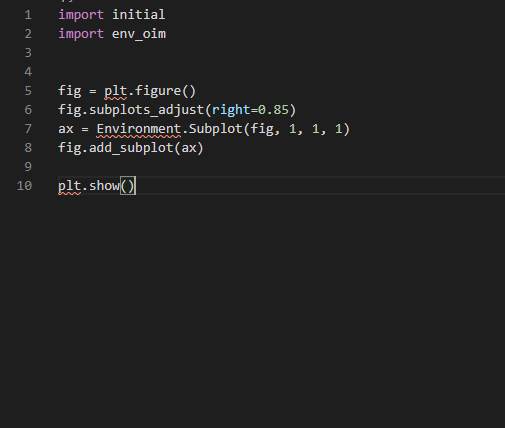 1 import initial
2 import env_oim
3
4
5 fig = plt.figure()
6 fig.subplots_adjust(right=0.85)
7 ax = Environment.Subplot(fig, 1, 1, 1)
8 fig.add_subplot(ax)
9
10 plt.show()